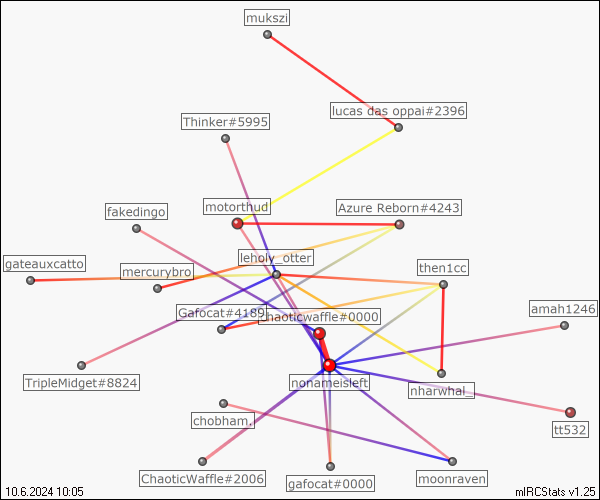 mukszi
lucas das oppai#2396
Thinker#5995
fakedingo
motorthud
Azure Reborn#4243
gateauxcatto
mercurybro
leholy_otter
then1cc
Gafocat#4189
chaoticwaffle#0000
amah1246
TripleMidget#8824
nonameisleft
nharwhal_
chobham.
tt532
ChaoticWaffle#2006
gafocat#0000
moonraven
10.6.2024 10:05
mIRCStats v1.25